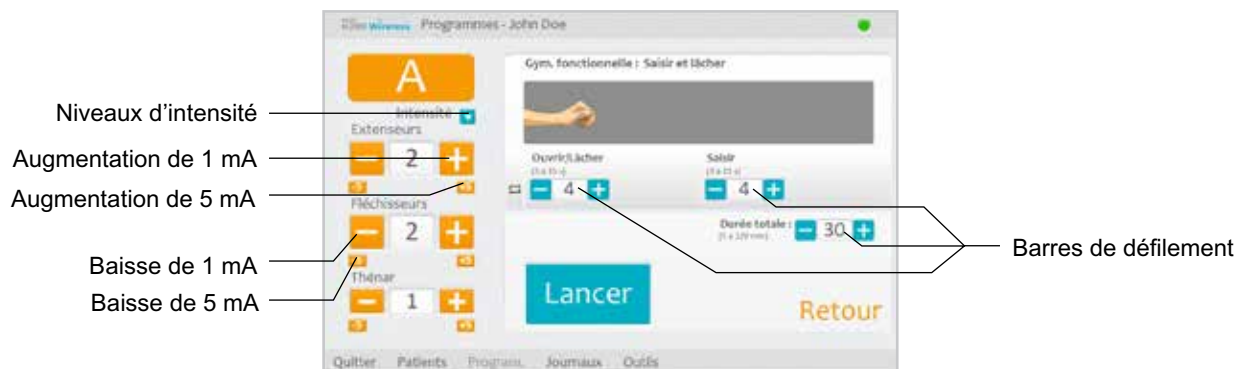 Wireless Programmes - John Doe
A
Intensité
Extenseurs
2
Fléchisseurs
2
Thénar
1
Gym. fonctionnelle : Saisir et lâcher
Ouvrir/Lâcher
4
Saisir
4
Durée totale :
30
Lancer
Retour
Quitter Patients Program. Journaux Outils
Niveaux d'intensité
Augmentation de 1 mA
Augmentation de 5 mA
Baisse de 1 mA
Baisse de 5 mA
Barres de défilement